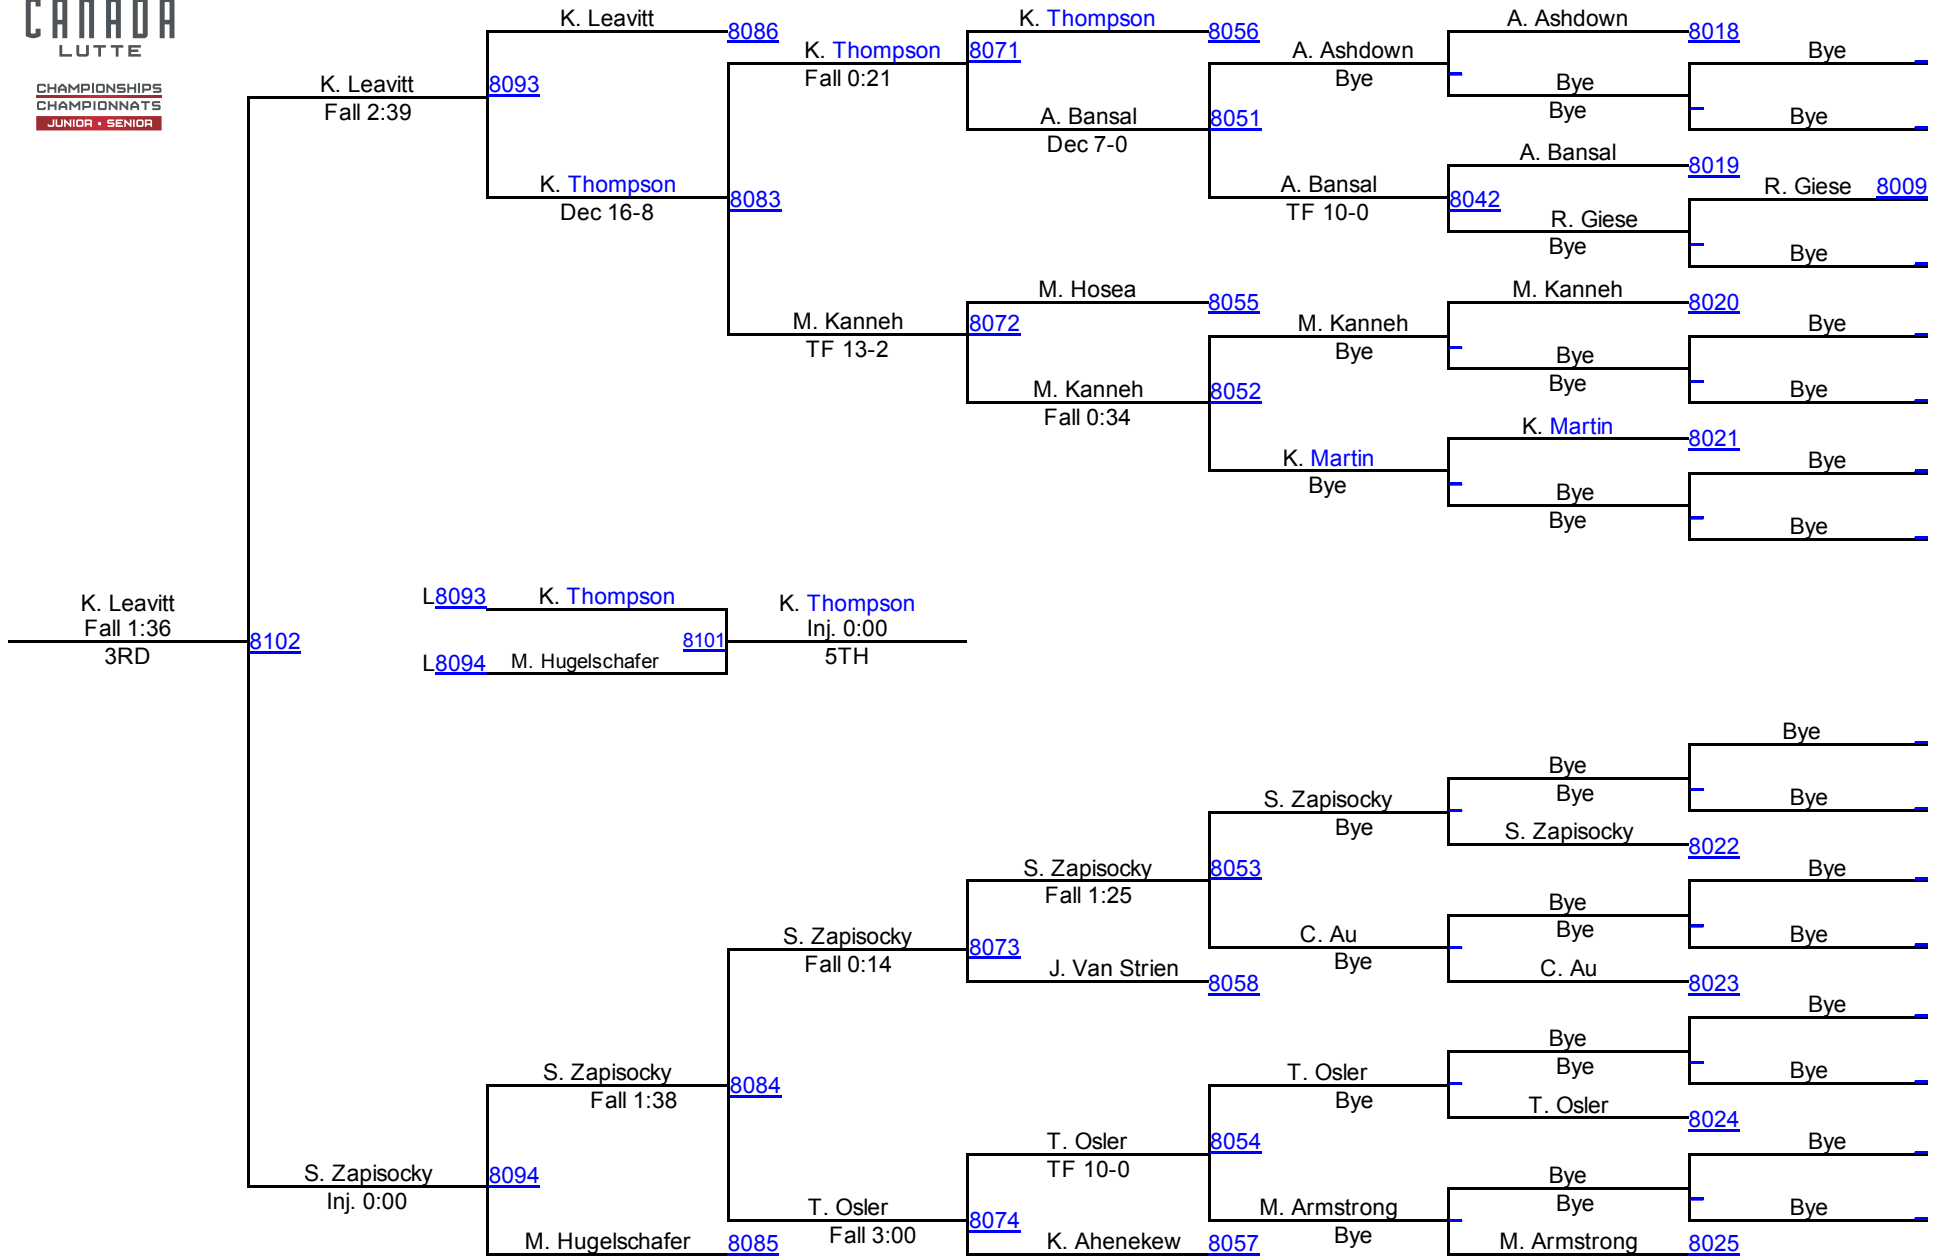 CANADA
LUTTE
CHAMPIONSHIPS
CHAMPIONNATS
JUNIOR • SENIOR
K. Leavitt
8086
K. Leavitt
Fall 2:39
8093
K. Thompson
Dec 16-8
8083
K. Thompson
Fall 0:21
8071
K. Thompson
8056
A. Bansal
Dec 7-0
8051
A. Ashdown
Bye
A. Ashdown
8018
Bye
Bye
Bye
Bye
A. Bansal
TF 10-0
8042
A. Bansal
8019
R. Giese
Bye
R. Giese
8009
Bye
M. Kanneh
TF 13-2
8072
M. Hosea
8055
M. Kanneh
Fall 0:34
8052
M. Kanneh
Bye
M. Kanneh
8020
Bye
Bye
Bye
Bye
K. Martin
Bye
K. Martin
8021
Bye
Bye
Bye
Bye
K. Leavitt
Fall 1:36
3RD
8102
L8093
K. Thompson
8101
L8094
M. Hugelschafer
K. Thompson
Inj. 0:00
5TH
S. Zapisocky
Inj. 0:00
8094
S. Zapisocky
Fall 1:38
8084
M. Hugelschafer
8085
S. Zapisocky
Fall 0:14
8073
S. Zapisocky
Fall 1:25
8053
J. Van Strien
8058
S. Zapisocky
Bye
Bye
Bye
S. Zapisocky
8022
Bye
Bye
C. Au
Bye
Bye
Bye
C. Au
8023
Bye
Bye
T. Osler
Fall 3:00
8074
T. Osler
TF 10-0
8054
K. Ahenekew
8057
T. Osler
Bye
Bye
Bye
T. Osler
8024
Bye
Bye
M. Armstrong
Bye
Bye
Bye
M. Armstrong
8025
Bye
Bye